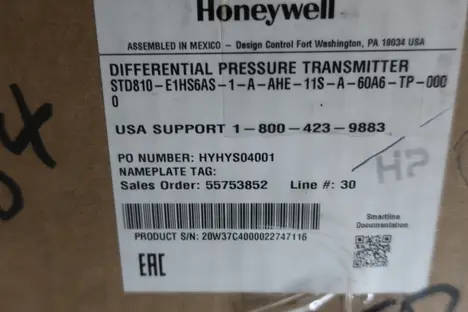 Honeywell
ASSEMBLED IN MEXICO - Design Control Fort Washington, PA 19034 USA
DIFFERENTIAL PRESSURE TRANSMITTER
STD810-E1HS6AS-1-A-AHE-11S-A-60A6-TP-000
0
USA SUPPORT 1-800-423-9883
PO NUMBER: HYHYS04001
NAMEPLATE TAG:
Sales Order: 55753852 Line #: 30
HP
Smartline
Documentation
PRODUCT S/N: 20W37C4000022747116
EAC